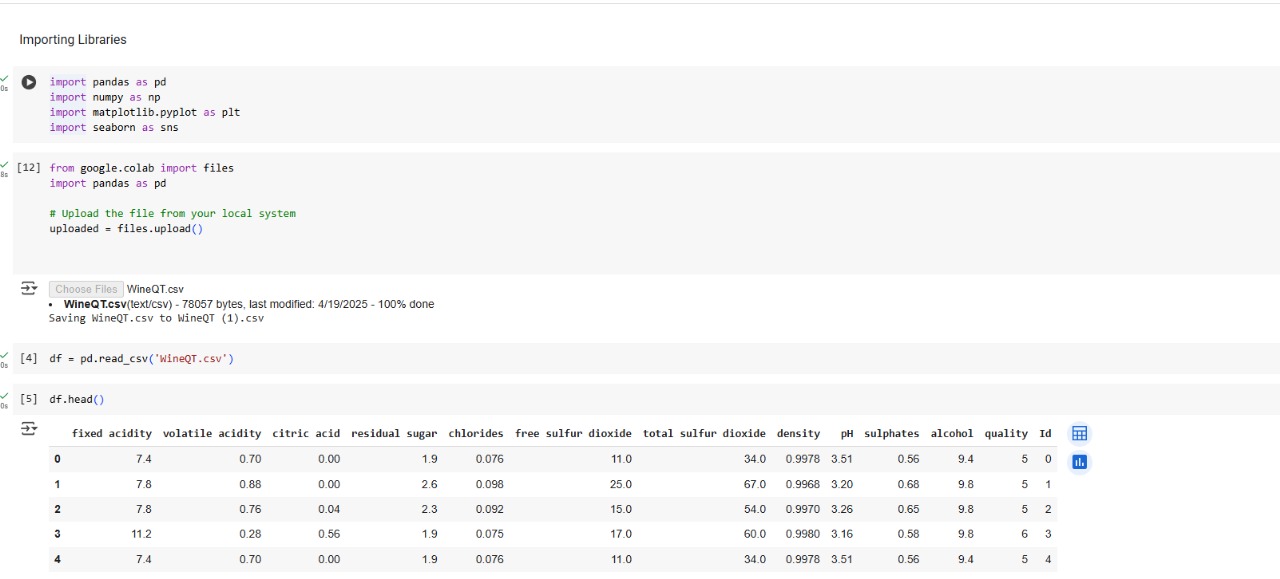 Importing Libraries
0s
import pandas as pd
import numpy as np
import matplotlib.pyplot as plt
import seaborn as sns
8s
[12] from google.colab import files
import pandas as pd
# Upload the file from your local system
uploaded = files.upload()
Choose Files WineQT.csv
• WineQT.csv(text/csv) - 78057 bytes, last modified: 4/19/2025 - 100% done
Saving WineQT.csv to WineQT (1).csv
0s
[4] df = pd.read_csv('WineQT.csv')
0s
[5] df.head()
fixed acidity volatile acidity citric acid residual sugar chlorides free sulfur dioxide total sulfur dioxide density pH sulphates alcohol quality Id
0 7.4 0.70 0.00 1.9 0.076 11.0 34.0 0.9978 3.51 0.56 9.4 5 0
1 7.8 0.88 0.00 2.6 0.098 25.0 67.0 0.9968 3.20 0.68 9.8 5 1
2 7.8 0.76 0.04 2.3 0.092 15.0 54.0 0.9970 3.26 0.65 9.8 5 2
3 11.2 0.28 0.56 1.9 0.075 17.0 60.0 0.9980 3.16 0.58 9.8 6 3
4 7.4 0.70 0.00 1.9 0.076 11.0 34.0 0.9978 3.51 0.56 9.4 5 4